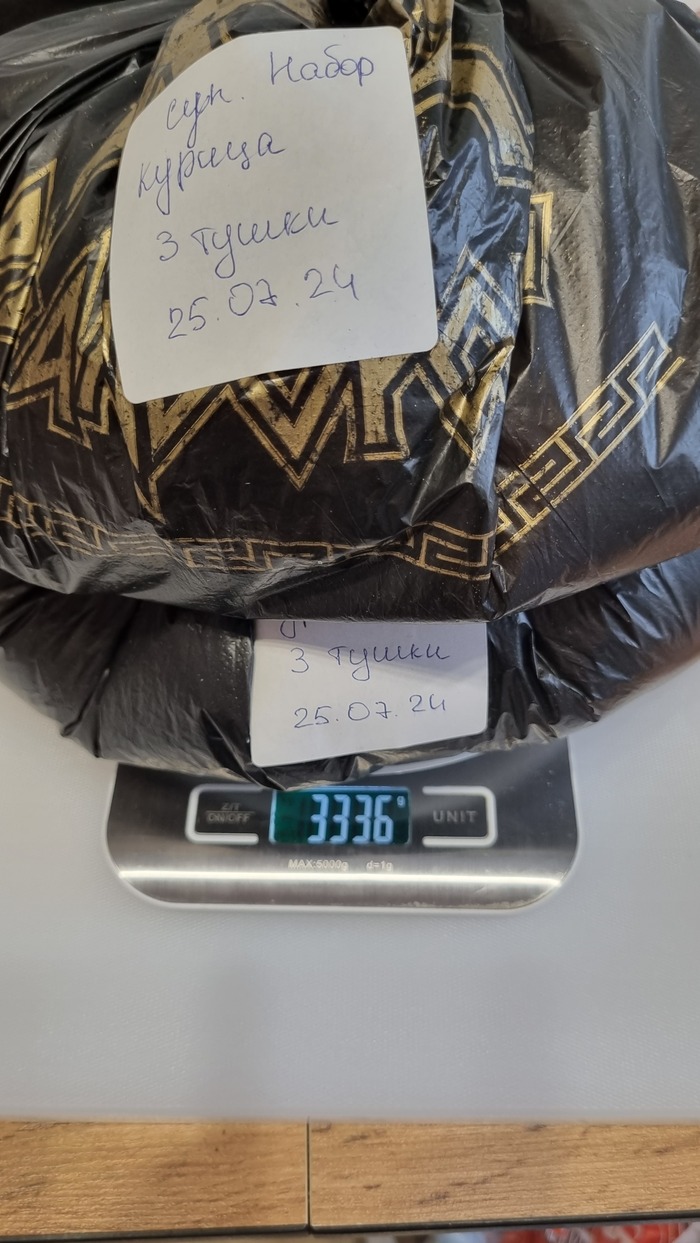 суп. Набор
курица
3 тушки
25.07.24
3 тушки
25.07.24
Z/T
ON/OFF
3336 g
UNIT
MAX:5000g d=1g